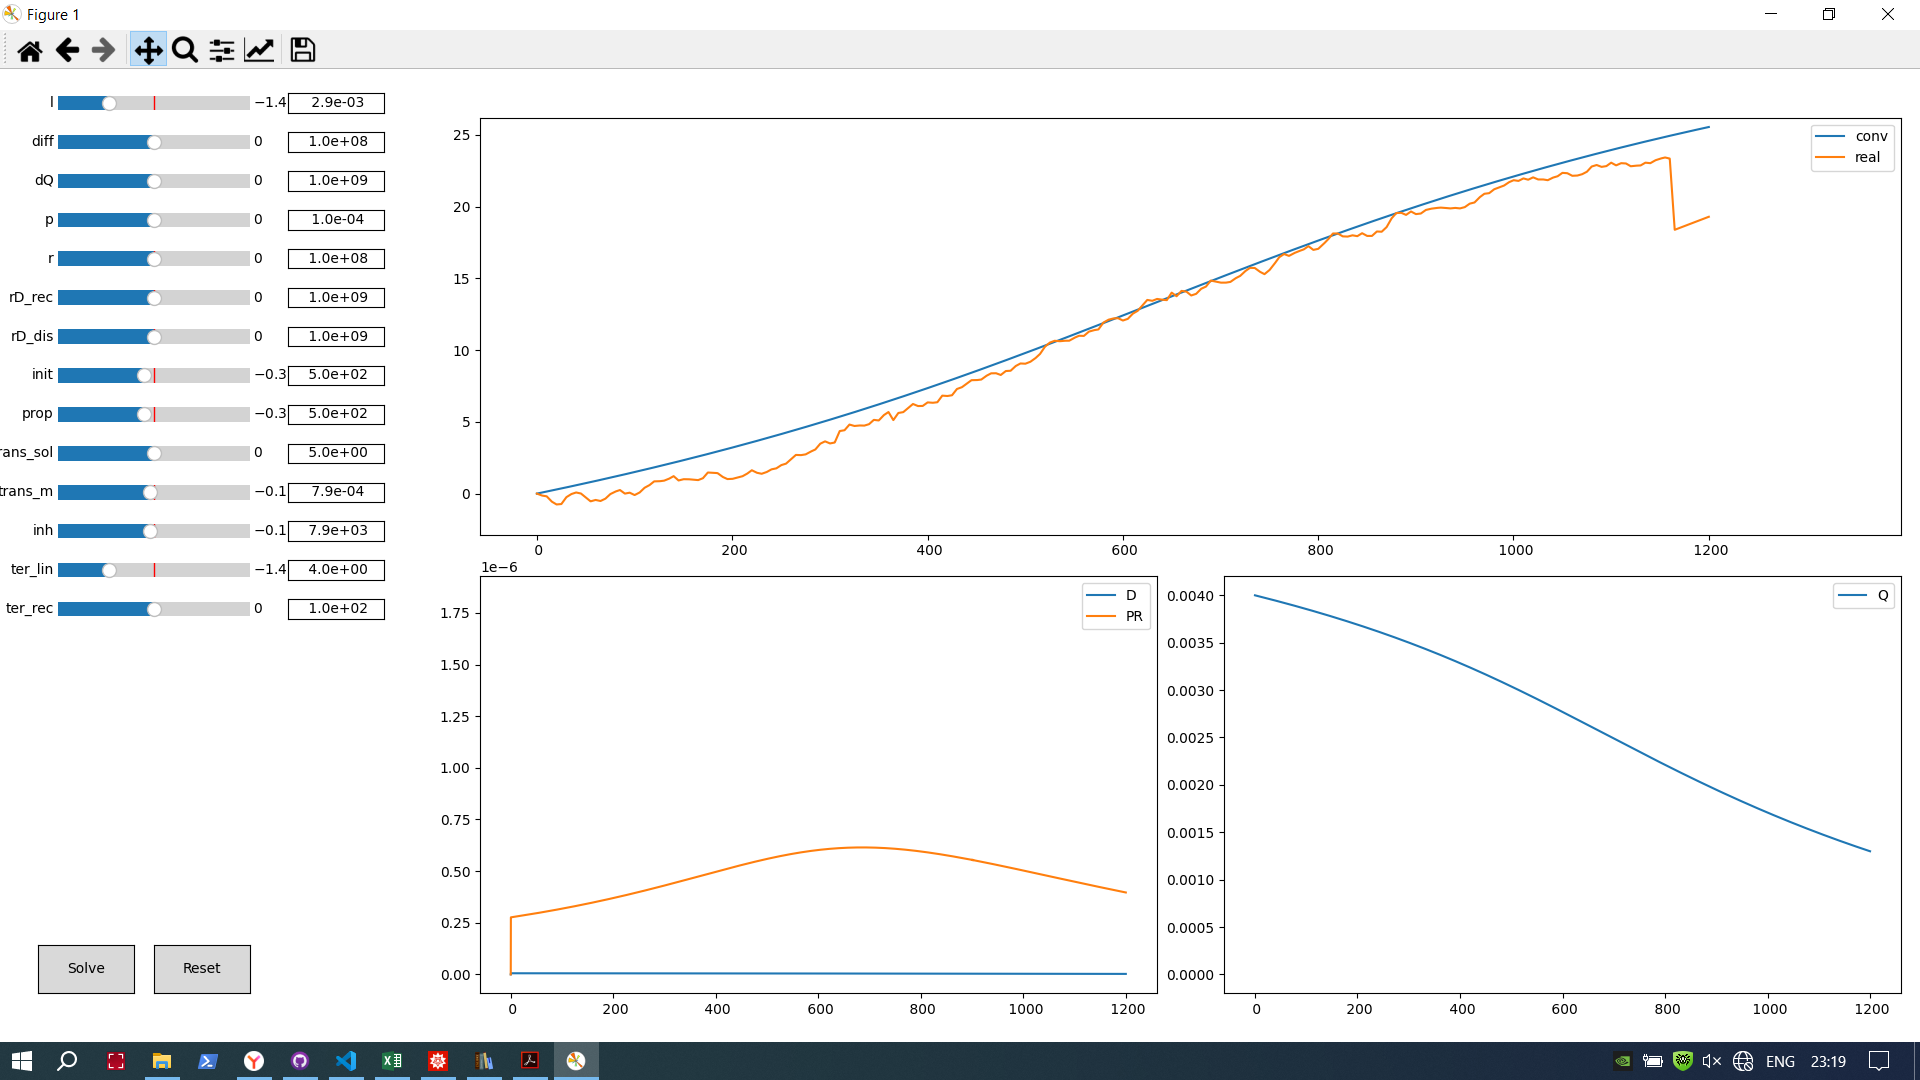 Figure 1
l −1.4 2.9e-03
diff 0 1.0e+08
dQ 0 1.0e+09
p 0 1.0e-04
r 0 1.0e+08
rD_rec 0 1.0e+09
rD_dis 0 1.0e+09
init −0.3 5.0e+02
prop −0.3 5.0e+02
rans_sol 0 5.0e+00
trans_m −0.1 7.9e-04
inh −0.1 7.9e+03
ter_lin −1.4 4.0e+00
ter_rec 0 1.0e+02
Solve Reset
conv
real
25
20
15
10
5
0
0 200 400 600 800 1000 1200
1e−6
D
PR
1.75
1.50
1.25
1.00
0.75
0.50
0.25
0.00
0 200 400 600 800 1000 1200
Q
0.0040
0.0035
0.0030
0.0025
0.0020
0.0015
0.0010
0.0005
0.0000
0 200 400 600 800 1000 1200
ENG 23:19